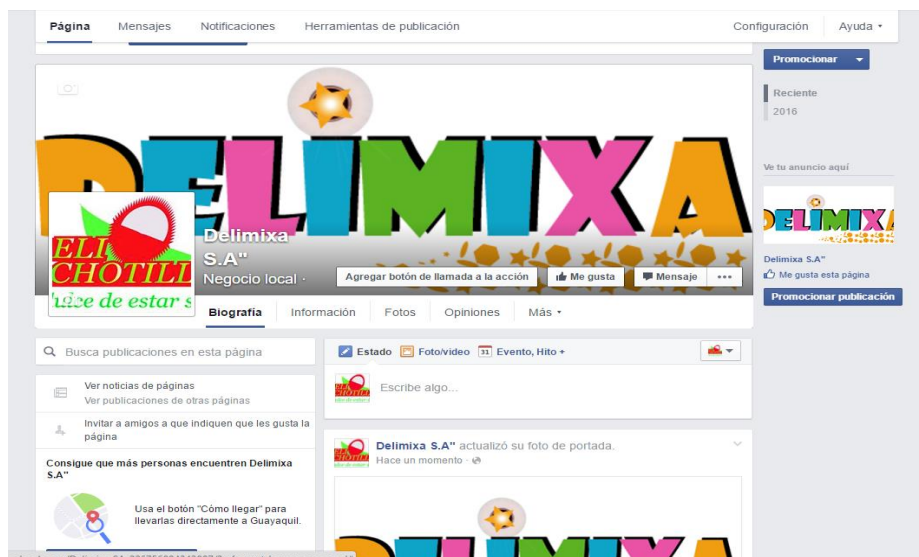 Página Mensajes Notificaciones Herramientas de publicación Configuración Ayuda
Promocionar
Reciente
2016
DELIMIXA
Ve tu anuncio aquí
DELIMIXA
ELI
CHOTILL
ulce de estar s
Delimixa
S.A"
Negocio local ·
Agregar botón de llamada a la acción Me gusta Mensaje •••
Delimixa S.A"
Me gusta esta página
Promocionar publicación
Biografía Información Fotos Opiniones Más
Busca publicaciones en esta página
Estado Foto/video 31 Evento, Hito +
Escribe algo...
Ver noticias de páginas
Ver publicaciones de otras páginas
Invitar a amigos a que indiquen que les gusta la
página
Consigue que más personas encuentren Delimixa
S.A"
Usa el botón "Cómo llegar" para
llevarlas directamente a Guayaquil.
Delimixa S.A" actualizó su foto de portada.
Hace un momento ·